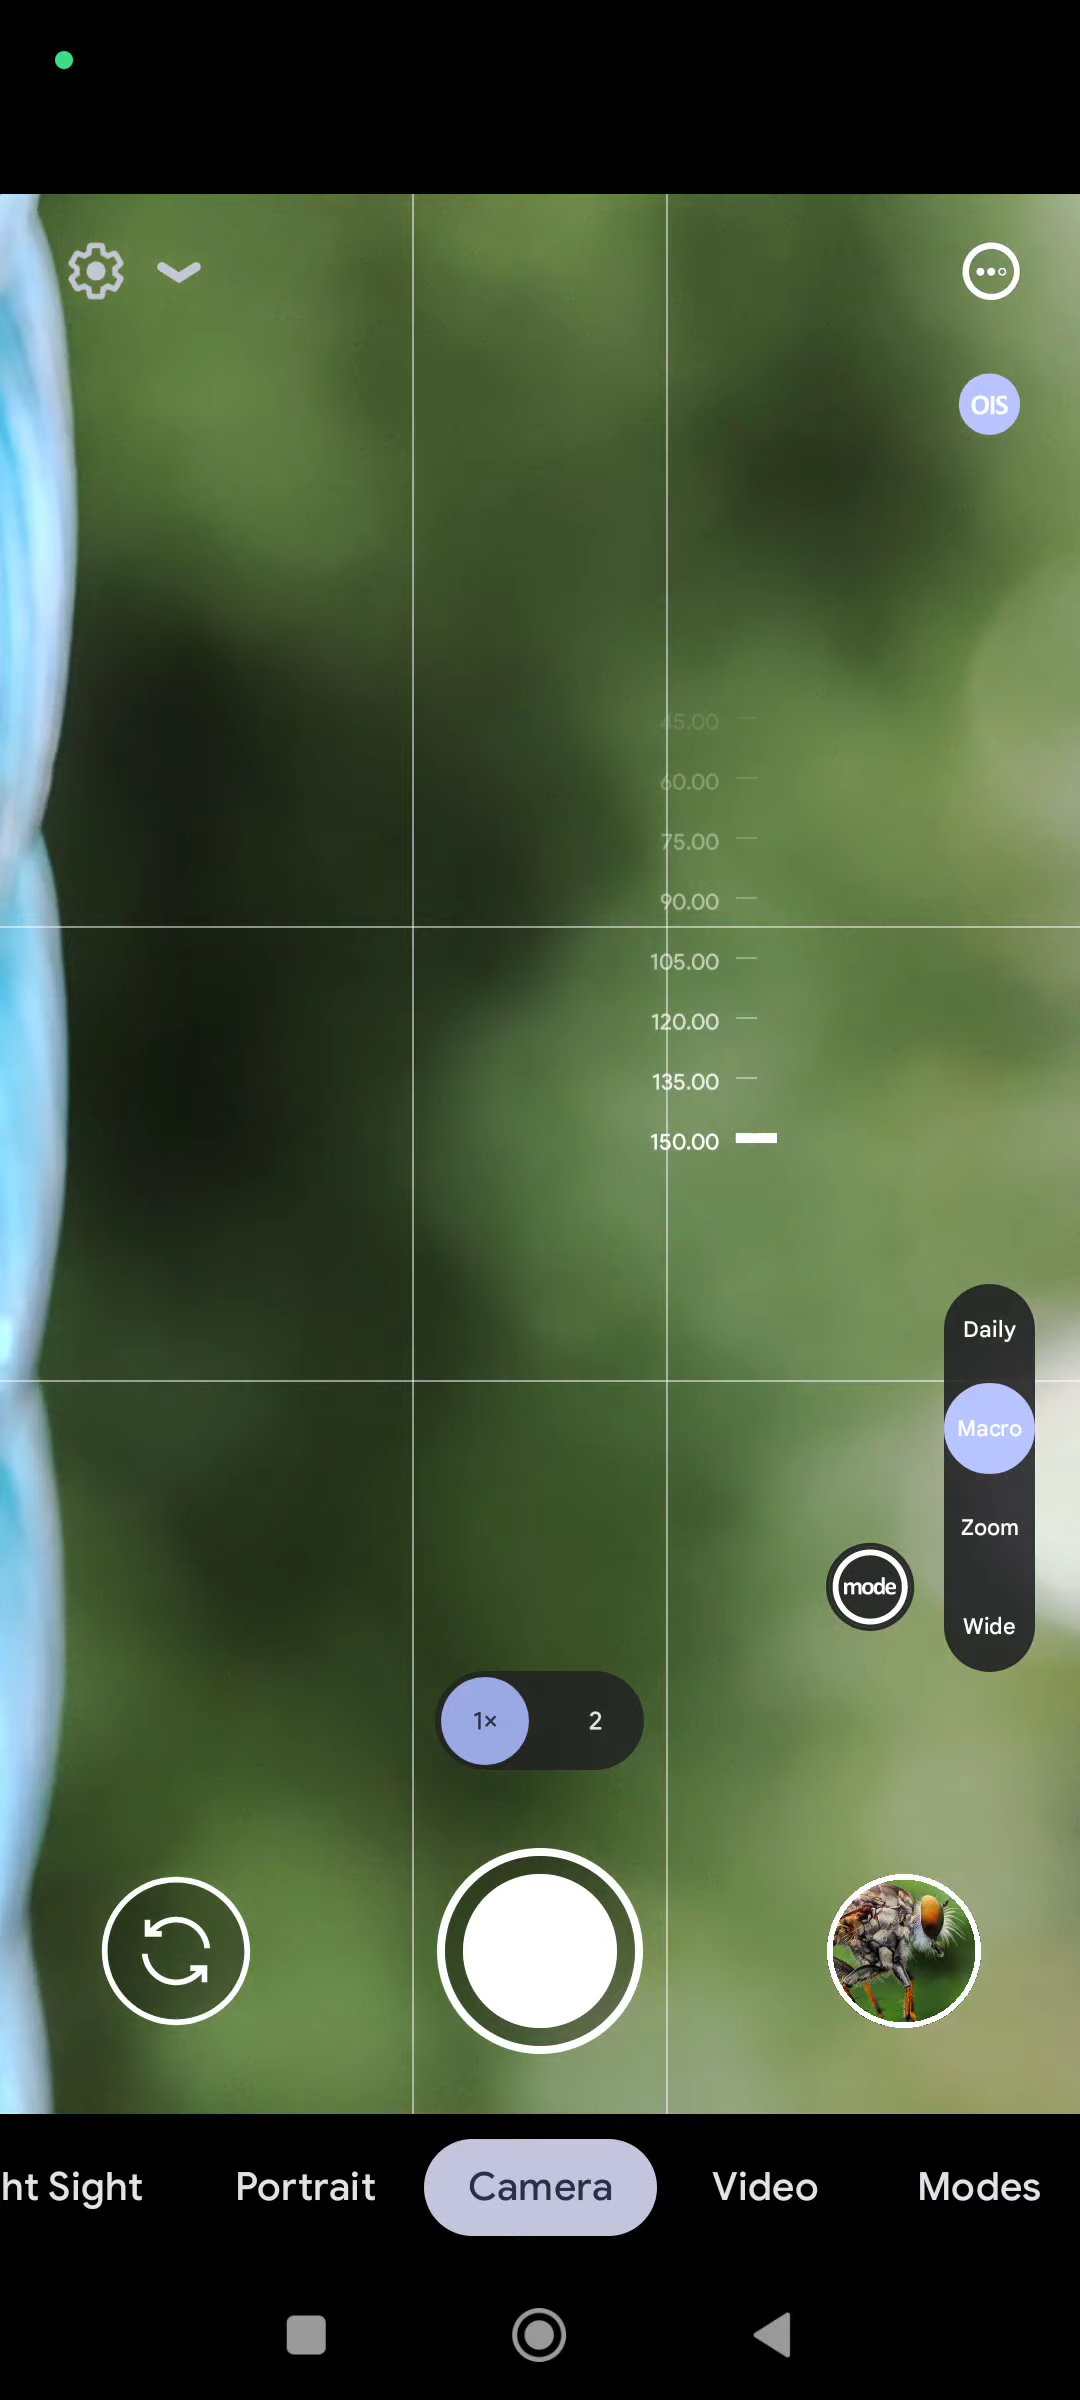 OIS
45.00
60.00
75.00
90.00
105.00
120.00
135.00
150.00
Daily
Macro
Zoom
Wide
mode
1× 2
ht Sight Portrait Camera Video Modes